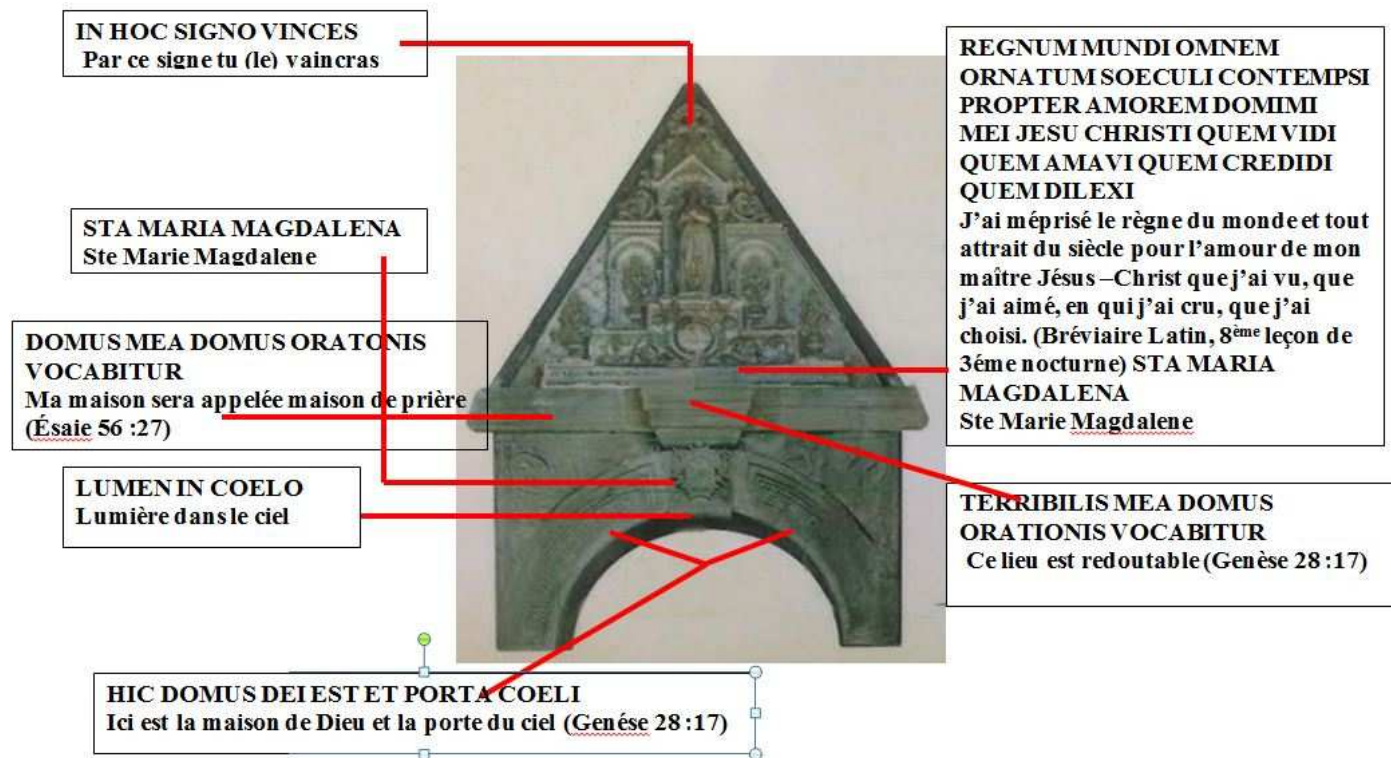 IN HOC SIGNO VINCES
Par ce signe tu (le) vaincras
STA MARIA MAGDALENA
Ste Marie Magdalene
DOMUS MEA DOMUS ORATONIS
VOCABITUR
Ma maison sera appelée maison de prière
(Ésaie 56 :27)
LUMEN IN COELO
Lumière dans le ciel
HIC DOMUS DEI EST ET PORTA COELI
Ici est la maison de Dieu et la porte du ciel (Genése 28 :17)
REGNUM MUNDI OMNEM
ORNATUM SOECULI CONTEMPSI
PROPTER AMOREM DOMIMI
MEI JESU CHRISTI QUEM VIDI
QUEM AMAVI QUEM CREDIDI
QUEM DILEXI
J'ai méprisé le règne du monde et tout
attrait du siècle pour l'amour de mon
maître Jésus –Christ que j'ai vu, que
j'ai aimé, en qui j'ai cru, que j'ai
choisi. (Bréviaire Latin, 8ème leçon de
3éme nocturne) STA MARIA
MAGDALENA
Ste Marie Magdalene
TERRIBILIS MEA DOMUS
ORATIONIS VOCABITUR
Ce lieu est redoutable (Genèse 28 :17)